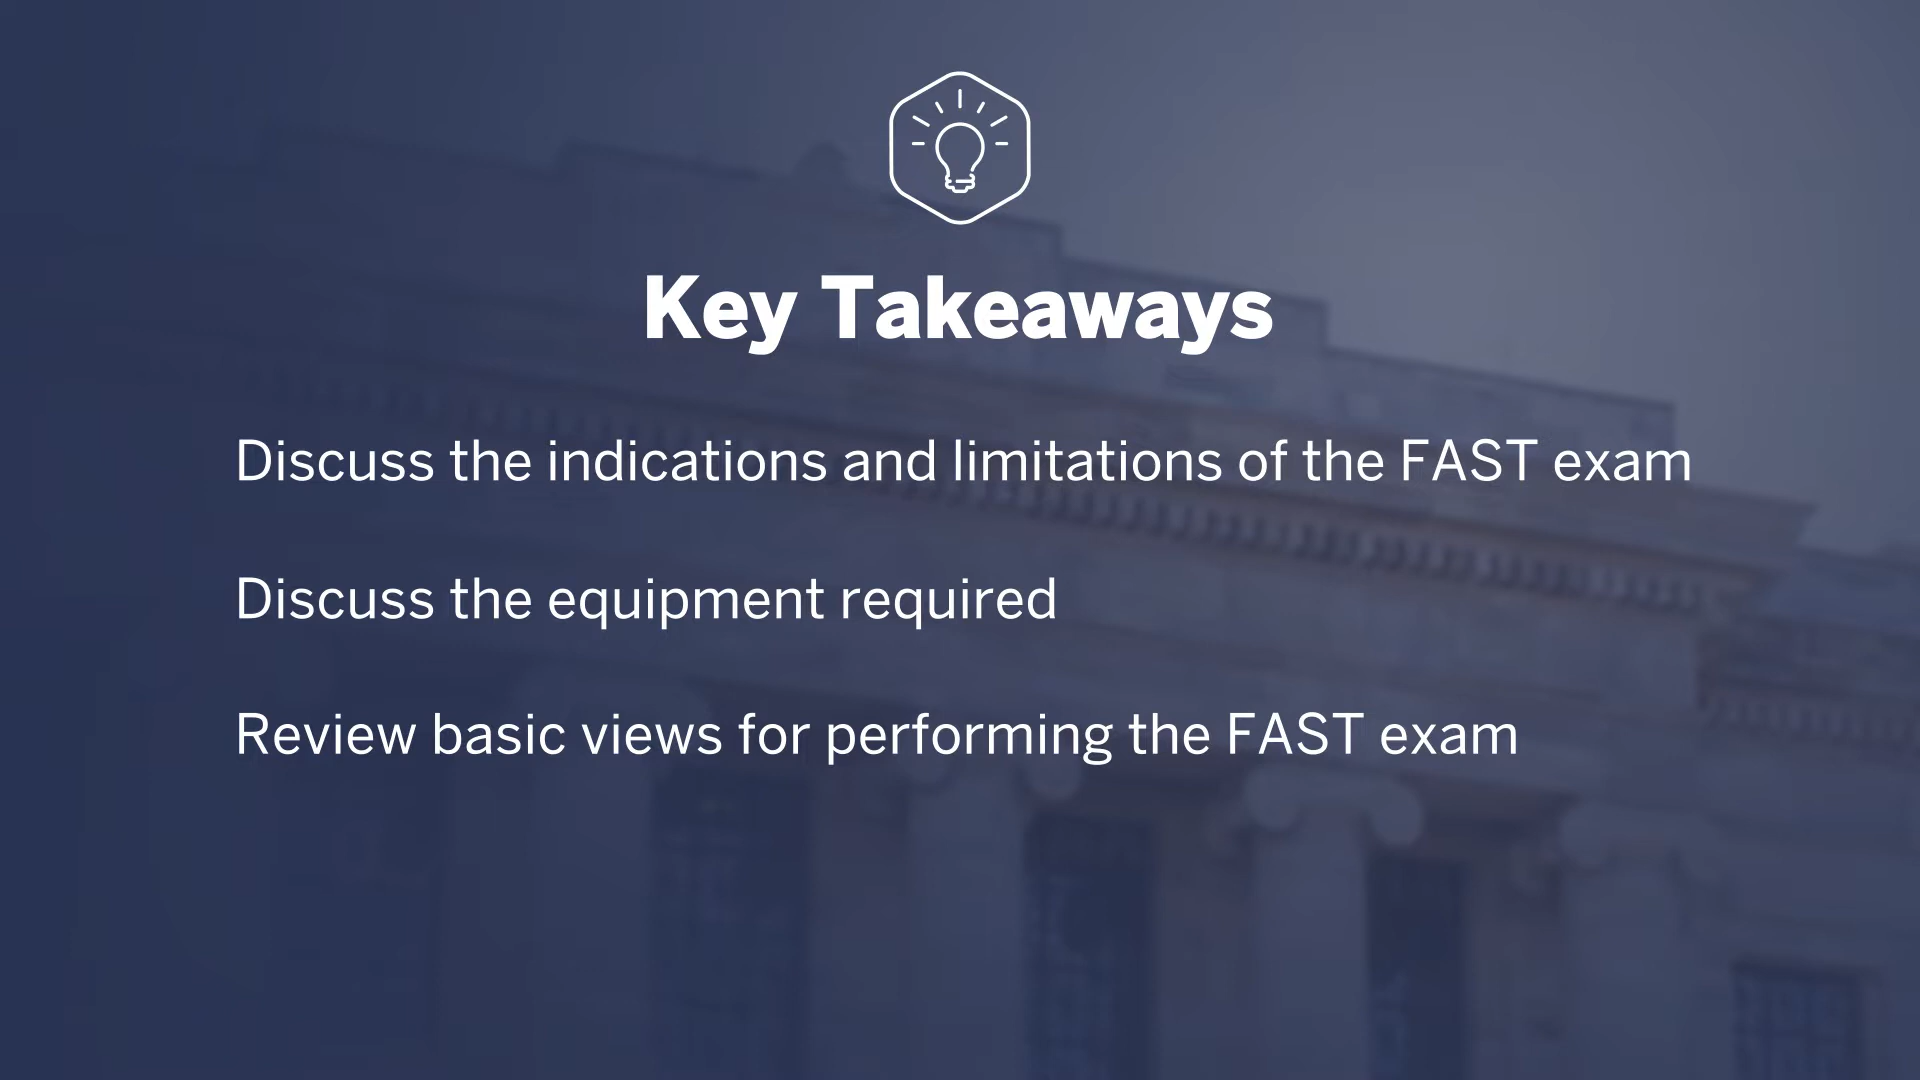 Key Takeaways
Discuss the indications and limitations of the FAST exam
Discuss the equipment required
Review basic views for performing the FAST exam